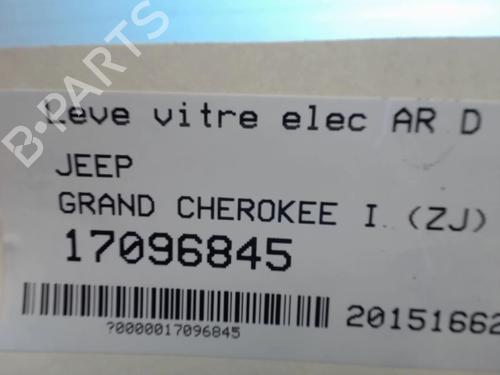 Leve vitre elec AR D
JEEP
GRAND CHEROKEE I (ZJ)
17096845
20151662
?0000017096845
B-PARTS